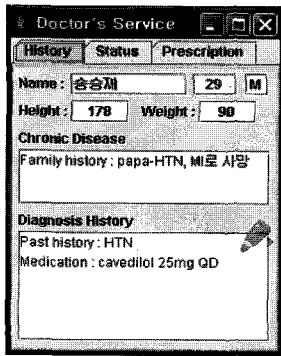 Doctor's Service
History Status Prescription
Name : 송승재 29 M
Height : 178 Weight : 90
Chronic Disease
Family history : papa-HTN, MI로 사망
Diagnosis History
Past history : HTN
Medication : cavedilol 25mg QD